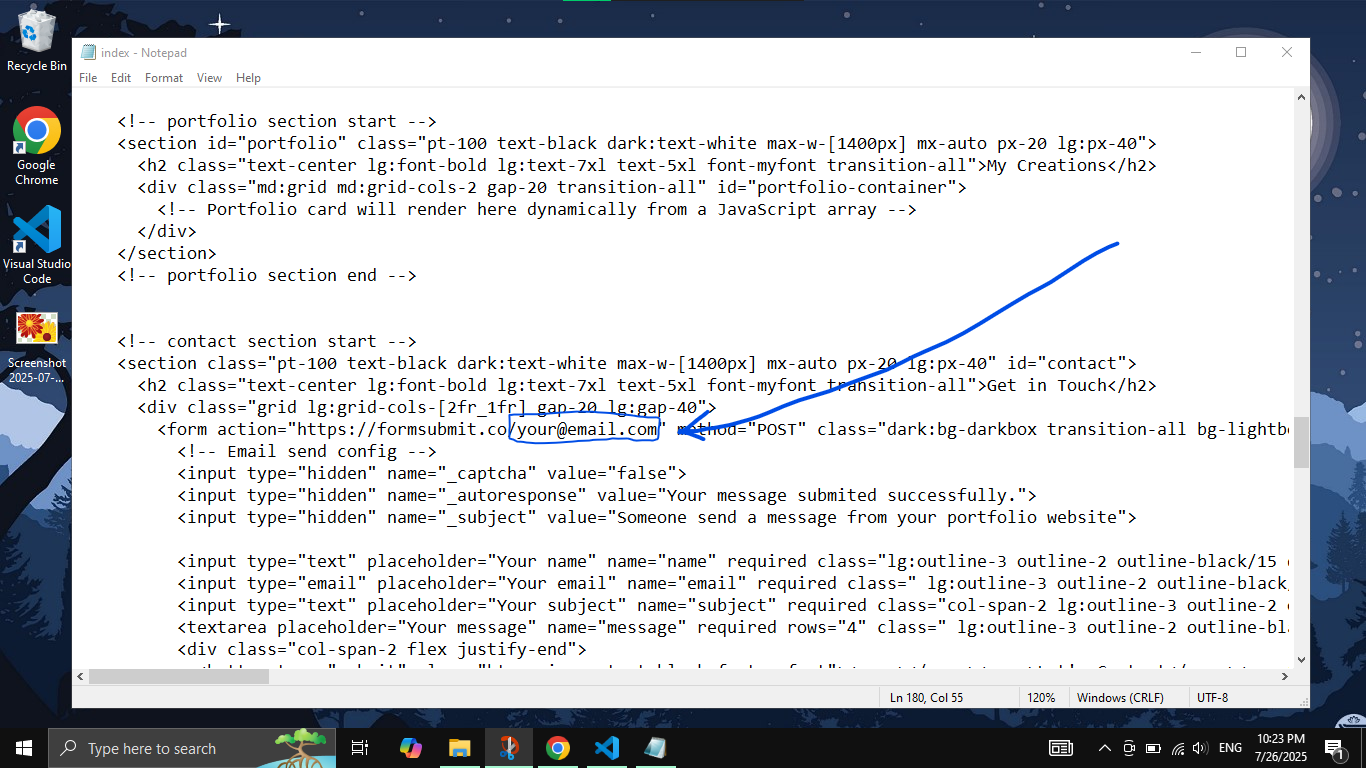 Recycle Bin
Google
Chrome
Visual Studio
Code
Screenshot
2025-07-...
index - Notepad
File Edit Format View Help
<!-- portfolio section start -->
<section id="portfolio" class="pt-100 text-black dark:text-white max-w-[1400px] mx-auto px-20 lg:px-40">
<h2 class="text-center lg:font-bold lg:text-7xl text-5xl font-myfont transition-all">My Creations</h2>
<div class="md:grid md:grid-cols-2 gap-20 transition-all" id="portfolio-container">
<!-- Portfolio card will render here dynamically from a JavaScript array -->
</div>
</section>
<!-- portfolio section end -->
<!-- contact section start -->
<section class="pt-100 text-black dark:text-white max-w-[1400px] mx-auto px-20 lg:px-40" id="contact">
<h2 class="text-center lg:font-bold lg:text-7xl text-5xl font-myfont transition-all">Get in Touch</h2>
<div class="grid lg:grid-cols-[2fr_1fr] gap-20 lg:gap-40">
<form action="https://formsubmit.co/your@email.com" method="POST" class="dark:bg-darkbox transition-all bg-lightbo
<!-- Email send config -->
<input type="hidden" name="_captcha" value="false">
<input type="hidden" name="_autoresponse" value="Your message submited successfully.">
<input type="hidden" name="_subject" value="Someone send a message from your portfolio website">
<input type="text" placeholder="Your name" name="name" required class="lg:outline-3 outline-2 outline-black/15
<input type="email" placeholder="Your email" name="email" required class=" lg:outline-3 outline-2 outline-black/
<input type="text" placeholder="Your subject" name="subject" required class="col-span-2 lg:outline-3 outline-2
<textarea placeholder="Your message" name="message" required rows="4" class=" lg:outline-3 outline-2 outline-bl
<div class="col-span-2 flex justify-end">
Ln 180, Col 55 120% Windows (CRLF) UTF-8
Type here to search
ENG
10:23 PM
7/26/2025
1